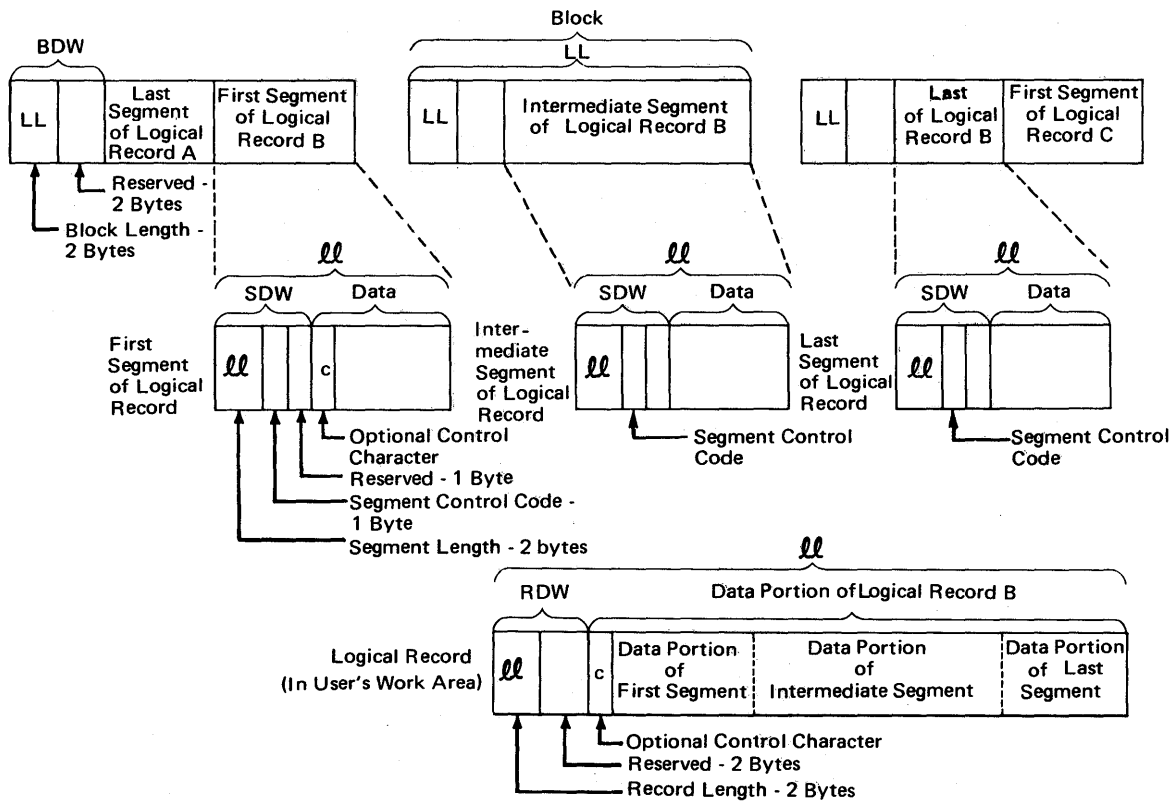 Block
BDW
LL
LL
Last
Segment
of Logical
Record A
First Segment
of Logical
Record B
LL
Intermediate Segment
of Logical Record B
LL
Last
of Logical
Record B
First Segment
of Logical
Record C
Reserved -
2 Bytes
Block Length -
2 Bytes
ll
SDW
Data
First
Segment
of Logical
Record
ll
c
Optional Control
Character
Reserved - 1 Byte
Segment Control Code -
1 Byte
Segment Length - 2 bytes
ll
SDW
Data
Inter-
mediate
Segment
of Logical
Record
ll
Segment Control
Code
ll
SDW
Data
Last
Segment
of Logical
Record
ll
Segment Control
Code
ll
RDW
Data Portion of Logical Record B
Logical Record
(In User's Work Area)
ll
c
Data Portion
of
First Segment
Data Portion
of
Intermediate Segment
Data Portion
of Last
Segment
Optional Control Character
Reserved - 2 Bytes
Record Length - 2 Bytes